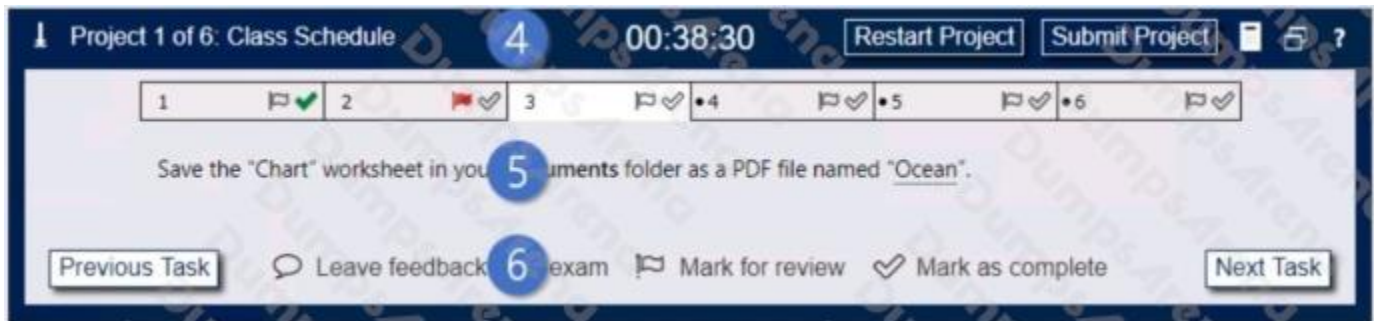 Project 1 of 6: Class Schedule 4 00:38:30 Restart Project Submit Project ?
1 2 3 •4 •5 •6
Save the "Chart" worksheet in you 5 uments folder as a PDF file named "Ocean".
Previous Task Leave feedback 6 exam Mark for review Mark as complete Next Task
DumpsArena